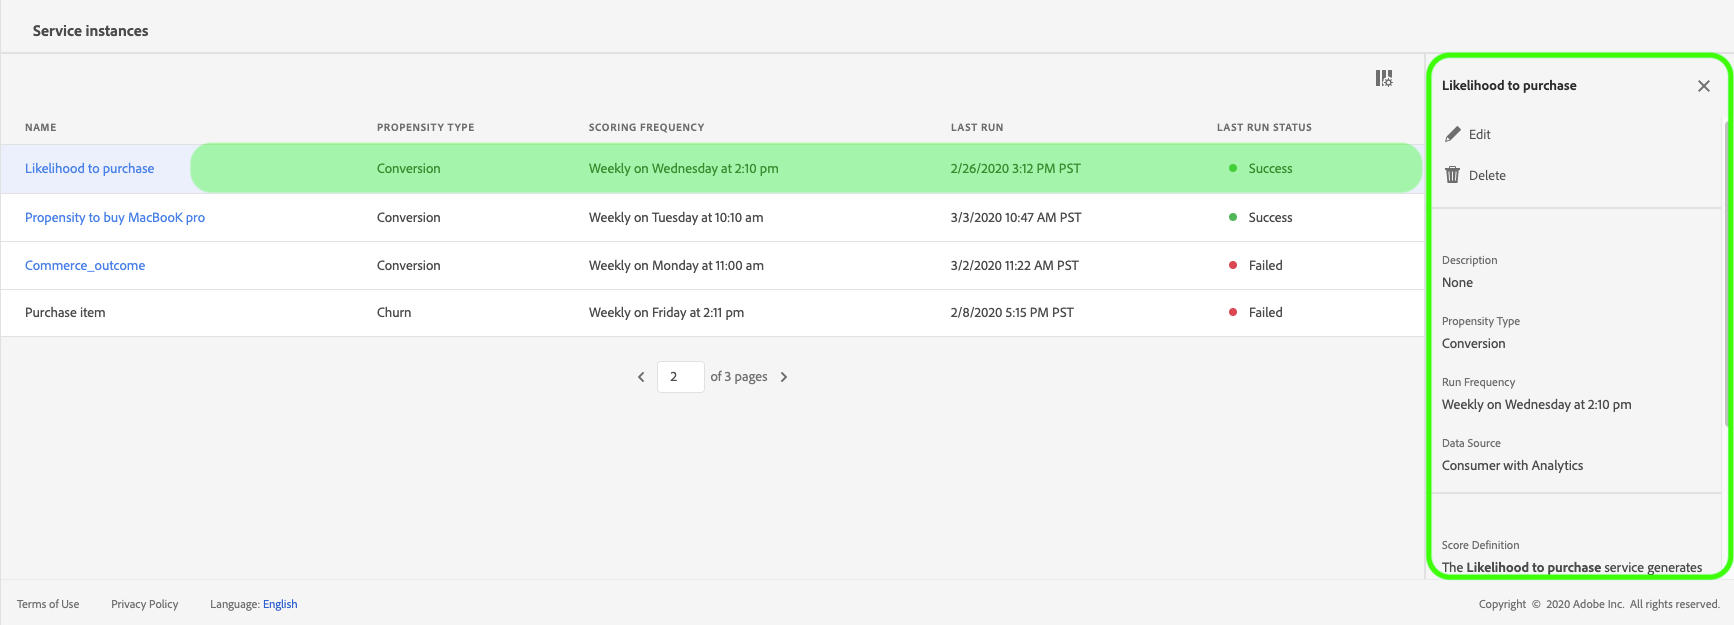 Service instances
NAME PROPENSITY TYPE SCORING FREQUENCY LAST RUN LAST RUN STATUS
Likelihood to purchase Conversion Weekly on Wednesday at 2:10 pm 2/26/2020 3:12 PM PST Success
Propensity to buy MacBooK pro Conversion Weekly on Tuesday at 10:10 am 3/3/2020 10:47 AM PST Success
Commerce_outcome Conversion Weekly on Monday at 11:00 am 3/2/2020 11:22 AM PST Failed
Purchase item Churn Weekly on Friday at 2:11 pm 2/8/2020 5:15 PM PST Failed
2 of 3 pages
Likelihood to purchase
Edit
Delete
Description
None
Propensity Type
Conversion
Run Frequency
Weekly on Wednesday at 2:10 pm
Data Source
Consumer with Analytics
Score Definition
The Likelihood to purchase service generates
Terms of Use Privacy Policy Language: English Copyright © 2020 Adobe Inc. All rights reserved.